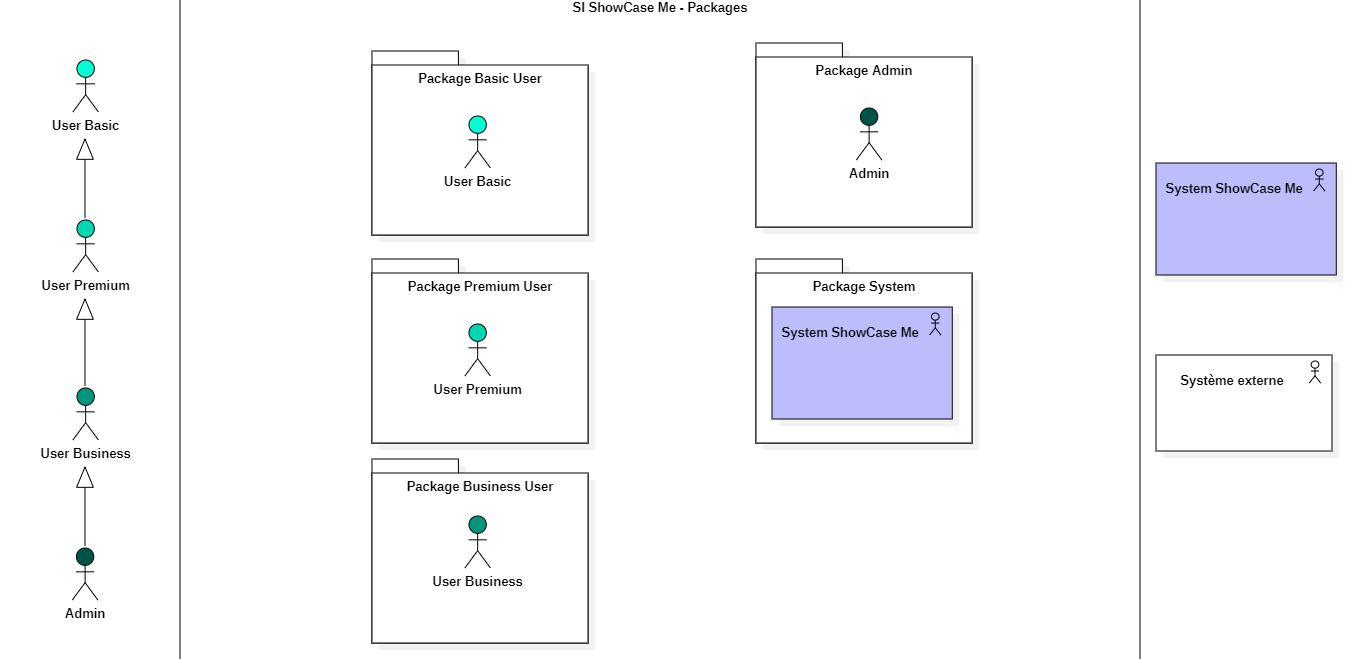 SI ShowCase Me - Packages
User Basic
User Premium
User Business
Admin
Package Basic User
User Basic
Package Premium User
User Premium
Package Business User
User Business
Package Admin
Admin
Package System
System ShowCase Me
System ShowCase Me
Système externe